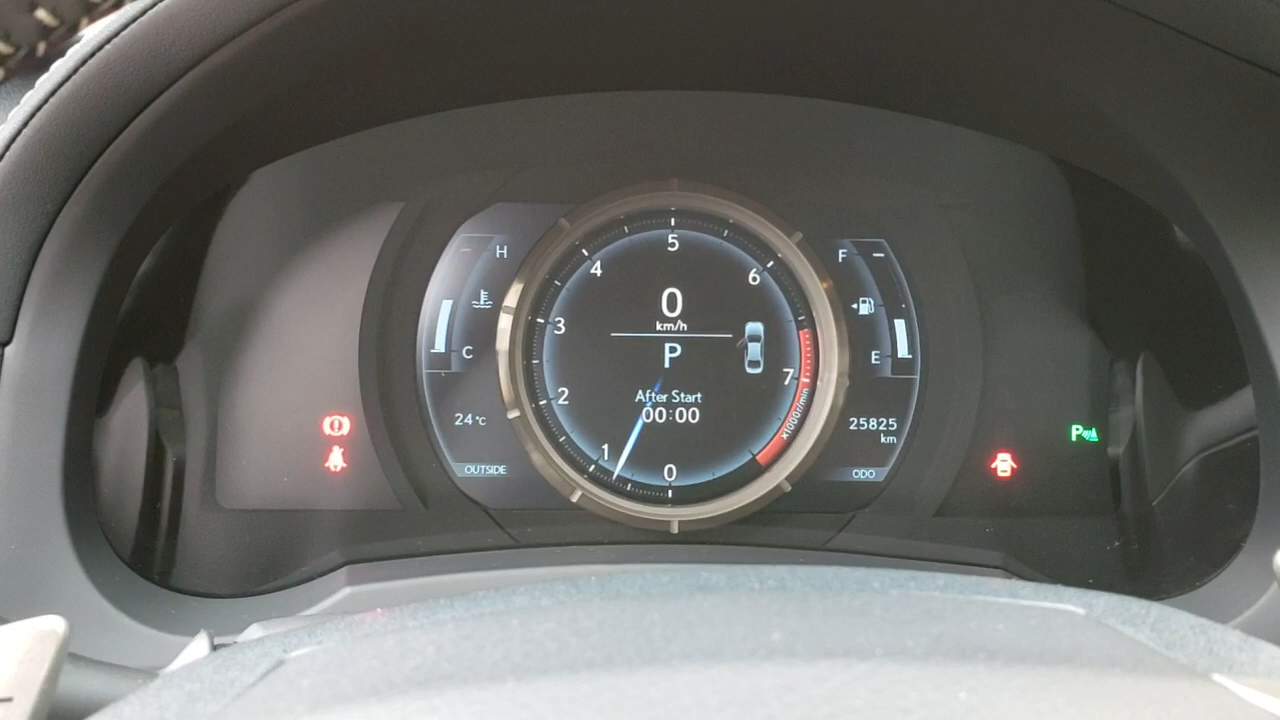 H
C
24°C
OUTSIDE
5
4
6
3
2
7
1
0
x1000r/min
0
km/h
P
After Start
00:00
F
E
25825
km
ODO
P